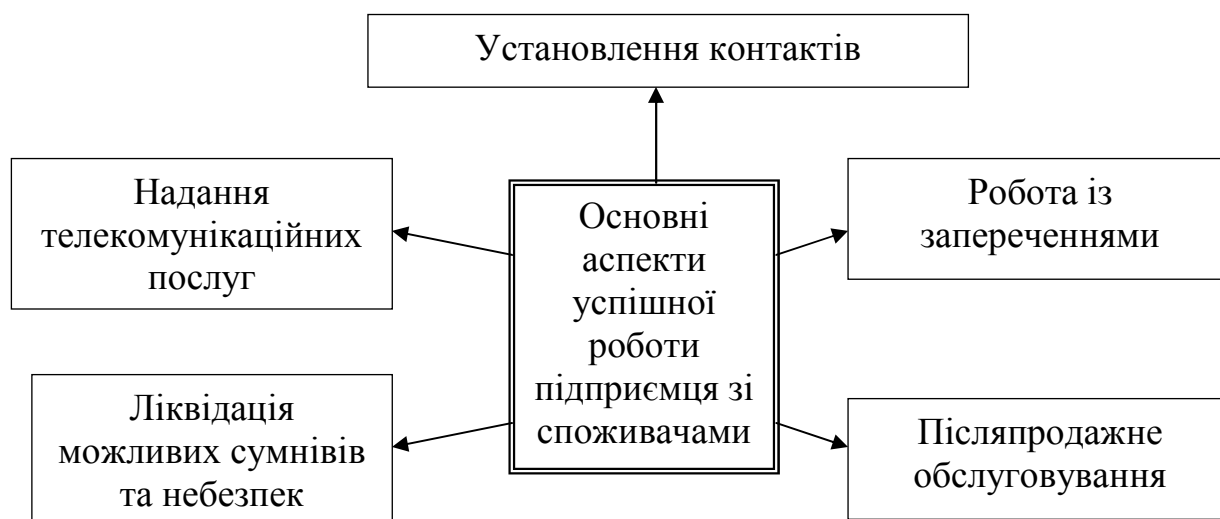 Установлення контактів
Надання
телекомунікаційних
послуг
Основні
аспекти
успішної
роботи
підприємця зі
споживачами
Робота із
запереченнями
Ліквідація
можливих сумнівів
та небезпек
Післяпродажне
обслуговування